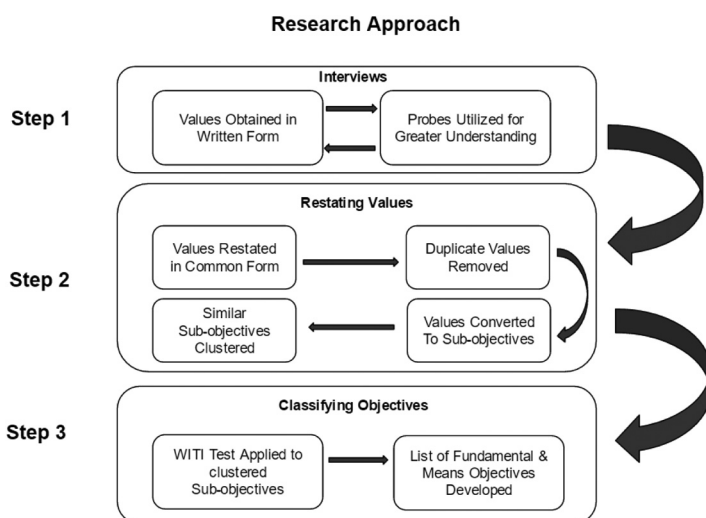 Research Approach
Step 1
Interviews
Values Obtained in
Written Form
Probes Utilized for
Greater Understanding
Step 2
Restating Values
Values Restated
in Common Form
Duplicate Values
Removed
Similar
Sub-objectives
Clustered
Values Converted
To Sub-objectives
Step 3
Classifying Objectives
WITI Test Applied to
clustered
Sub-objectives
List of Fundamental &
Means Objectives
Developed